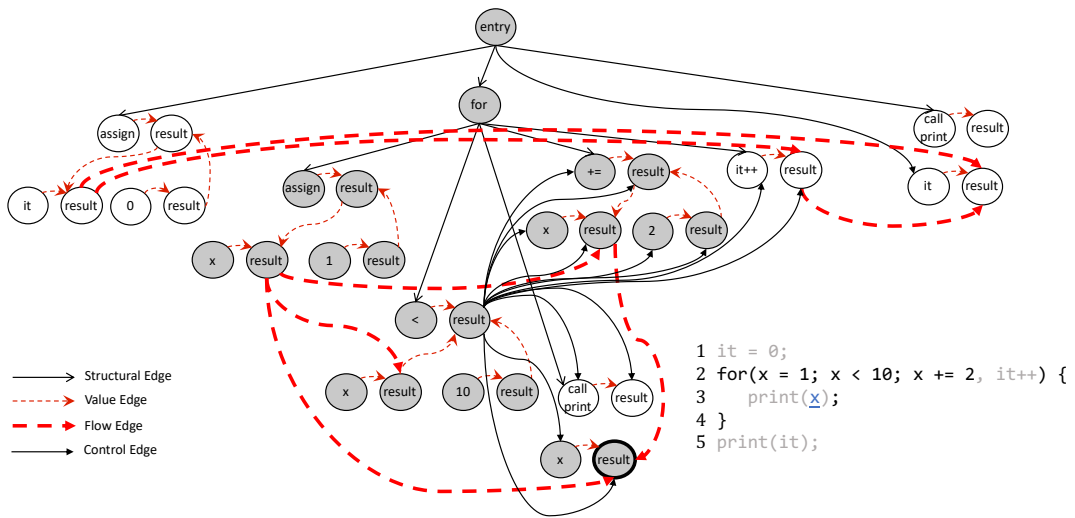 entry
for
assign
result
call
print
result
it
result
0
result
assign
result
+=
result
it++
result
it
result
x
result
1
result
x
result
2
result
<
result
x
result
10
result
call
print
result
x
result
Structural Edge
Value Edge
Flow Edge
Control Edge
1 it = 0;
2 for(x = 1; x < 10; x += 2, it++) {
3 print(x);
4 }
5 print(it);